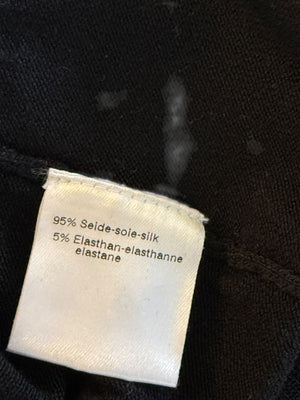 95% Seide-soie-silk
5% Elasthan-elasthanne
elastane